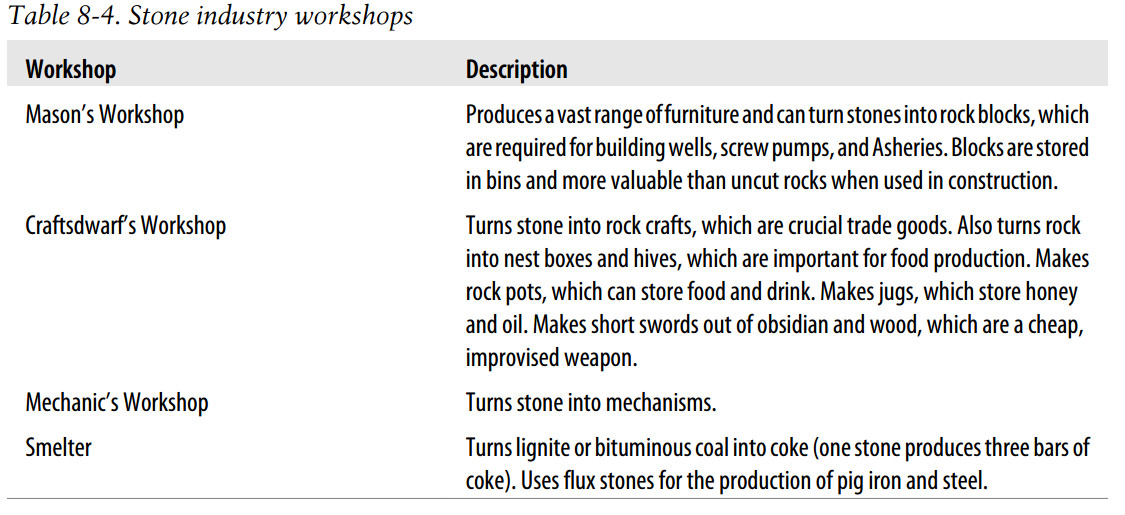 Table 8-4. Stone industry workshops
Workshop Description
Mason’s Workshop Produces a vast range of furniture and can turn stones into rock blocks, which
are required for building wells, screw pumps, and Asheries. Blocks are stored
in bins and more valuable than uncut rocks when used in construction.
Craftsdwarf’s Workshop Turns stone into rock crafts, which are crucial trade goods. Also turns rock
into nest boxes and hives, which are important for food production. Makes
rock pots, which can store food and drink. Makes jugs, which store honey
and oil. Makes short swords out of obsidian and wood, which are a cheap,
improvised weapon.
Mechanic’s Workshop Turns stone into mechanisms.
Smelter Turns lignite or bituminous coal into coke (one stone produces three bars of
coke). Uses flux stones for the production of pig iron and steel.